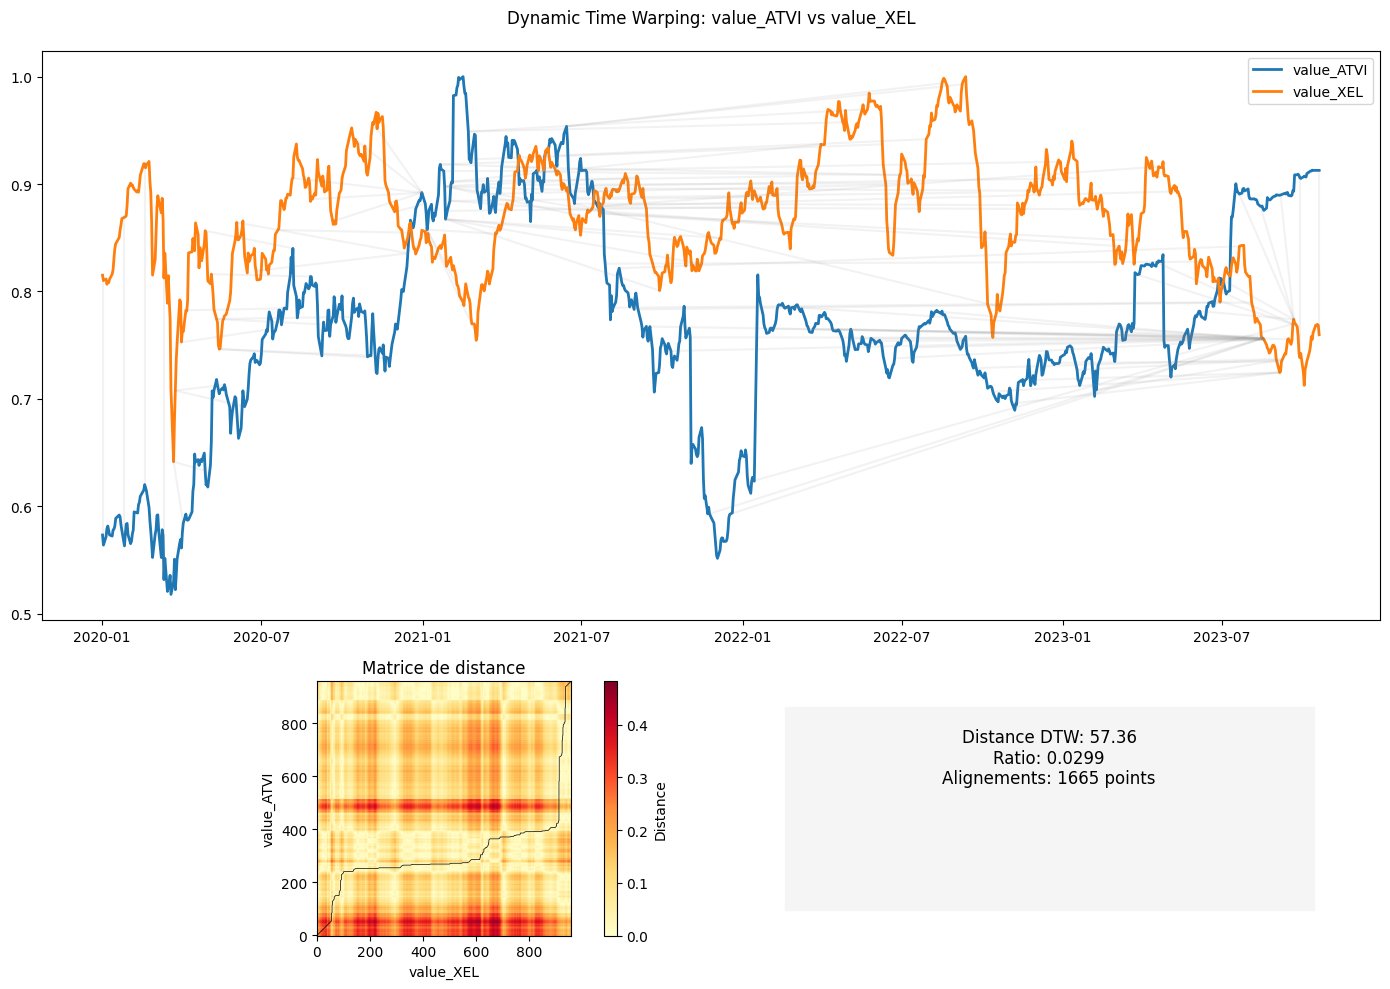 Dynamic Time Warping: value_ATVI vs value_XEL
value_ATVI
value_XEL
1.0
0.9
0.8
0.7
0.6
0.5
2020-01 2020-07 2021-01 2021-07 2022-01 2022-07 2023-01 2023-07
Matrice de distance
value_ATVI
800
600
400
200
0
0 200 400 600 800
value_XEL
0.4
0.3
0.2
0.1
0.0
Distance
Distance DTW: 57.36
Ratio: 0.0299
Alignements: 1665 points